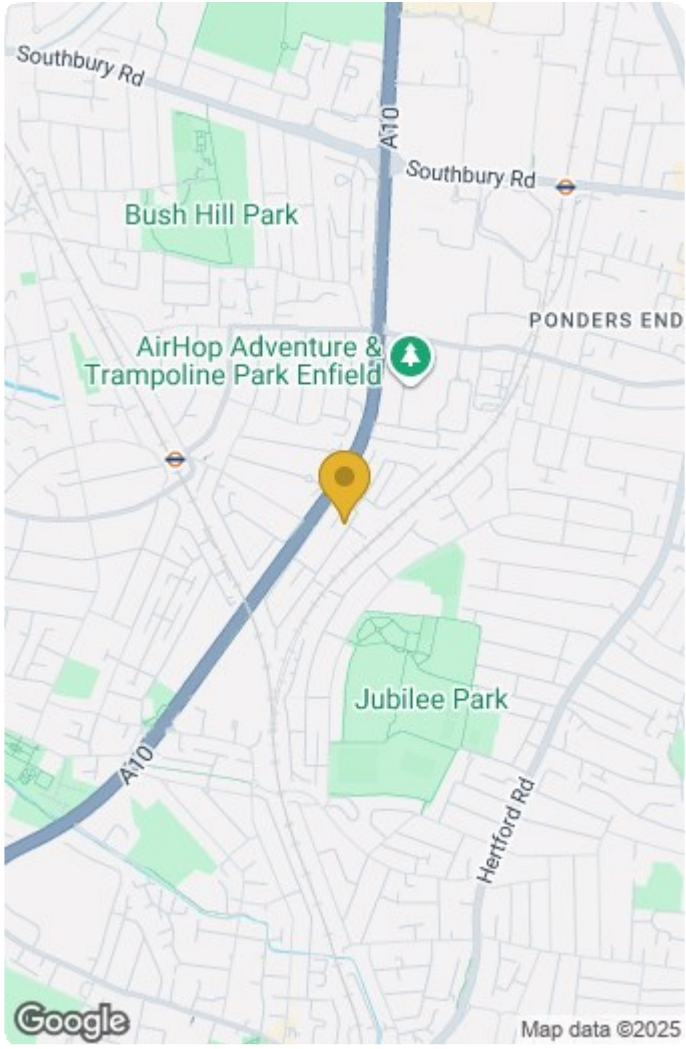 Southbury Rd
A10
Southbury Rd
Bush Hill Park
PONDERS END
AirHop Adventure &
Trampoline Park Enfield
Jubilee Park
A10
Hertford Rd
Google
Map data ©2025